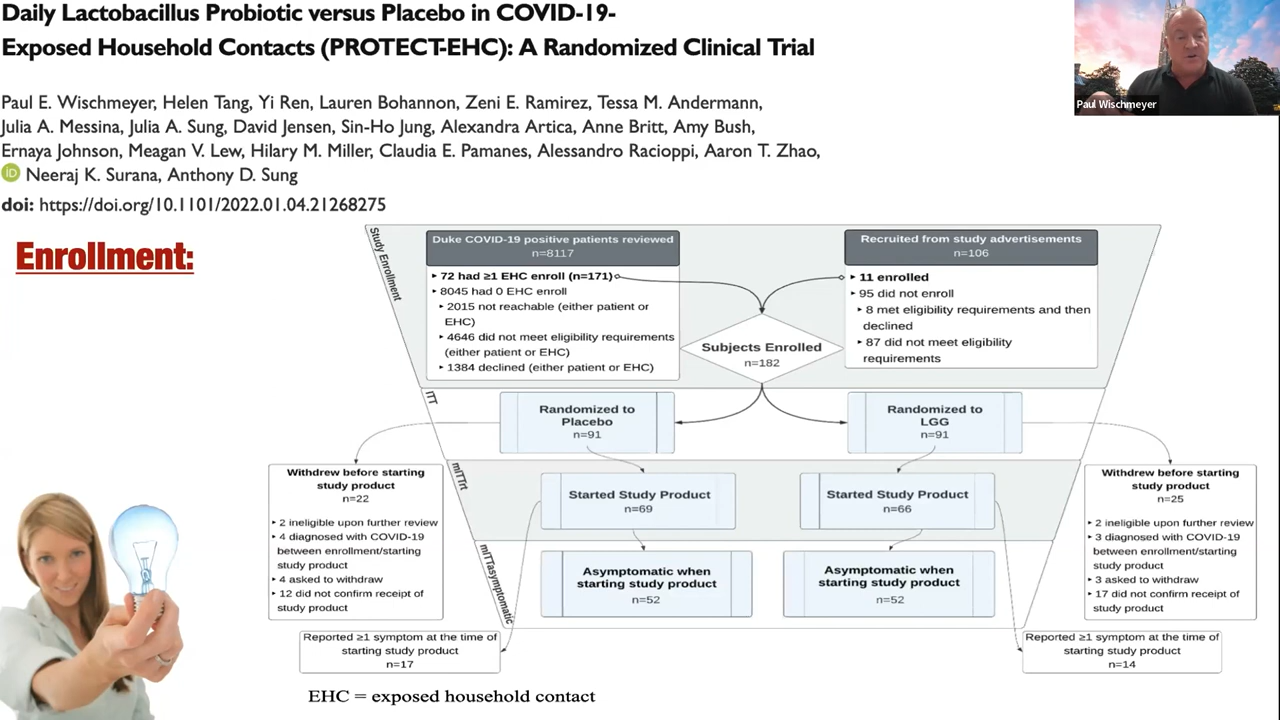 Daily Lactobacillus Probiotic versus Placebo in COVID-19-
Exposed Household Contacts (PROTECT-EHC): A Randomized Clinical Trial
Paul E. Wischmeyer, Helen Tang, Yi Ren, Lauren Bohannon, Zeni E. Ramirez, Tessa M. Andermann,
Julia A. Messina, Julia A. Sung, David Jensen, Sin-Ho Jung, Alexandra Artica, Anne Britt, Amy Bush,
Ernaya Johnson, Meagan V. Lew, Hilary M. Miller, Claudia E. Pamanes, Alessandro Racioppi, Aaron T. Zhao,
iD Neeraj K. Surana, Anthony D. Sung
doi: https://doi.org/10.1101/2022.01.04.21268275
Paul Wischmeyer
Enrollment:
Study Enrollment
Duke COVID-19 positive patients reviewed
n=8117
‣ 72 had ≥1 EHC enroll (n=171)
‣ 8045 had 0 EHC enroll
‣ 2015 not reachable (either patient or
EHC)
‣ 4646 did not meet eligibility requirements
(either patient or EHC)
‣ 1384 declined (either patient or EHC)
Recruited from study advertisements
n=106
‣ 11 enrolled
‣ 95 did not enroll
‣ 8 met eligibility requirements and then
declined
‣ 87 did not meet eligibility
requirements
Subjects Enrolled
n=182
ITT
Randomized to
Placebo
n=91
Randomized to
LGG
n=91
Withdrew before starting
study product
n=22
‣ 2 ineligible upon further review
‣ 4 diagnosed with COVID-19
between enrollment/starting
study product
‣ 4 asked to withdraw
‣ 12 did not confirm receipt of
study product
mITTrt
Started Study Product
n=69
Started Study Product
n=66
Withdrew before starting
study product
n=25
‣ 2 ineligible upon further review
‣ 3 diagnosed with COVID-19
between enrollment/starting
study product
‣ 3 asked to withdraw
‣ 17 did not confirm receipt of
study product
mITTasymptomatic
Asymptomatic when
starting study product
n=52
Asymptomatic when
starting study product
n=52
Reported ≥1 symptom at the time of
starting study product
n=17
Reported ≥1 symptom at the time of
starting study product
n=14
EHC = exposed household contact